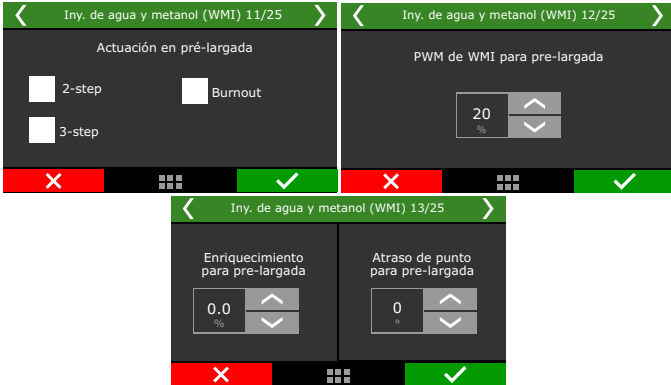 Iny. de agua y metanol (WMI) 11/25
Actuación en pré-largada
2-step
Burnout
3-step
Iny. de agua y metanol (WMI) 12/25
PWM de WMI para pre-largada
20
%
Iny. de agua y metanol (WMI) 13/25
Enriquecimiento
para pre-largada
0.0
%
Atraso de punto
para pre-largada
0
°